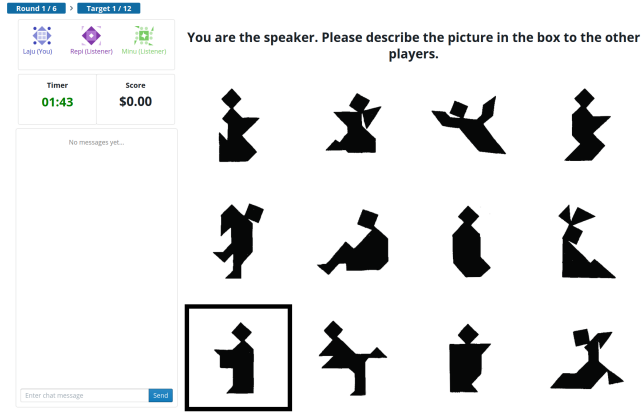 Round 1 / 6 > Target 1 / 12
Laju (You) Repi (Listener) Minu (Listener)
Timer Score
01:43 $0.00
No messages yet...
Enter chat message Send
You are the speaker. Please describe the picture in the box to the other
players.